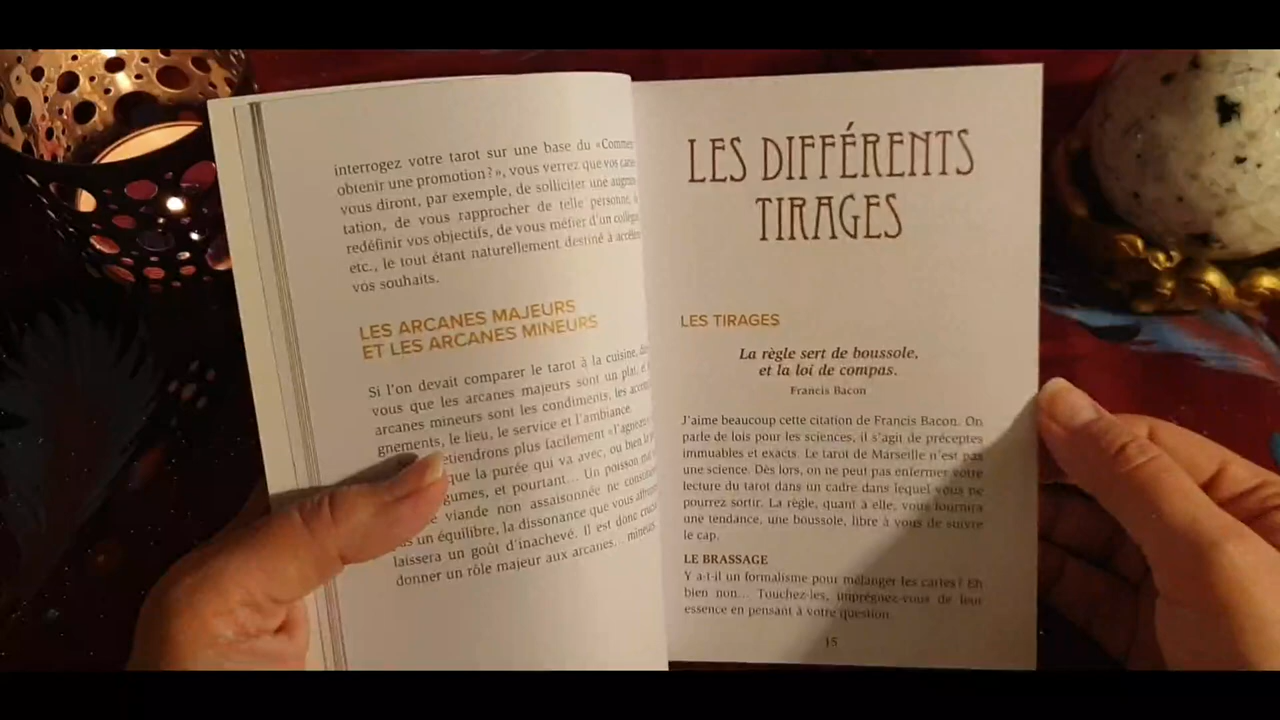 interrogez votre tarot sur une base du «Comment
obtenir une promotion?», vous verrez que vos cartes
vous diront, par exemple, de solliciter une augmen-
tation, de vous rapprocher de telle personne,
redéfinir vos objectifs, de vous méfier d'un collègue
etc., le tout étant naturellement destiné à
vos souhaits.
LES ARCANES MAJEURS
ET LES ARCANES MINEURS
Si l'on devait comparer le tarot à la cuisine,
vous que les arcanes majeurs sont un plat,
arcanes mineurs sont les condiments, les
gnements, le lieu, le service et l'ambiance.
plus facilement «l'agneau»
que la purée qui va avec, ou bien le
et pourtant... Un poisson
viande non assaisonnée ne
un équilibre, la dissonance que vous
laissera un goût d'inachevé. Il est donc
donner un rôle majeur aux arcanes... mineurs.
LES DIFFÉRENTS
TIRAGES
LES TIRAGES
La règle sert de boussole,
et la loi de compas.
Francis Bacon
J'aime beaucoup cette citation de Francis Bacon. On
parle de lois pour les sciences, il s'agit de préceptes
immuables et exacts. Le tarot de Marseille n'est pas
une science. Dès lors, on ne peut pas enfermer votre
lecture du tarot dans un cadre dans lequel vous ne
pourrez sortir. La règle, quant à elle, vous fournira
une tendance, une boussole, libre à vous de suivre
le cap.
LE BRASSAGE
Y a-t-il un formalisme pour mélanger les cartes? Eh
bien non... Touchez-les, imprégnez-vous de leur
essence en pensant à votre question.
15